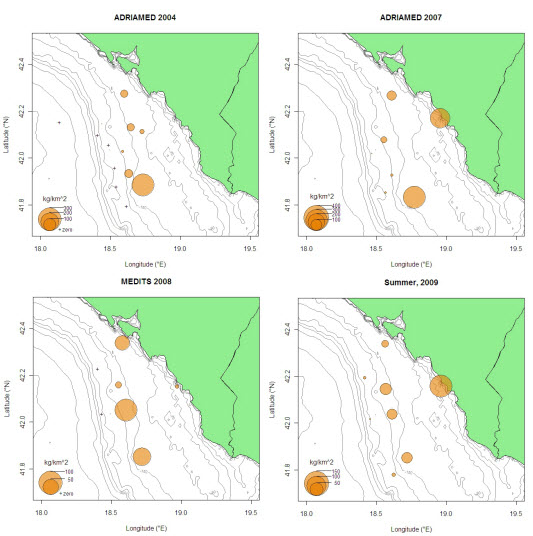 ADRIAMED 2004
42.4
42.2
42.0
41.8
Latitude (°N)
kg/km^2
300
200
100
+ zero
18.0
18.5
19.0
19.5
Longitude (°E)
ADRIAMED 2007
42.4
42.2
42.0
41.8
Latitude (°N)
kg/km^2
400
300
200
100
18.0
18.5
19.0
19.5
Longitude (°E)
MEDITS 2008
42.4
42.2
42.0
41.8
Latitude (°N)
kg/km^2
100
50
+ zero
18.0
18.5
19.0
19.5
Longitude (°E)
Summer, 2009
42.4
42.2
42.0
41.8
Latitude (°N)
kg/km^2
150
100
50
18.0
18.5
19.0
19.5
Longitude (°E)